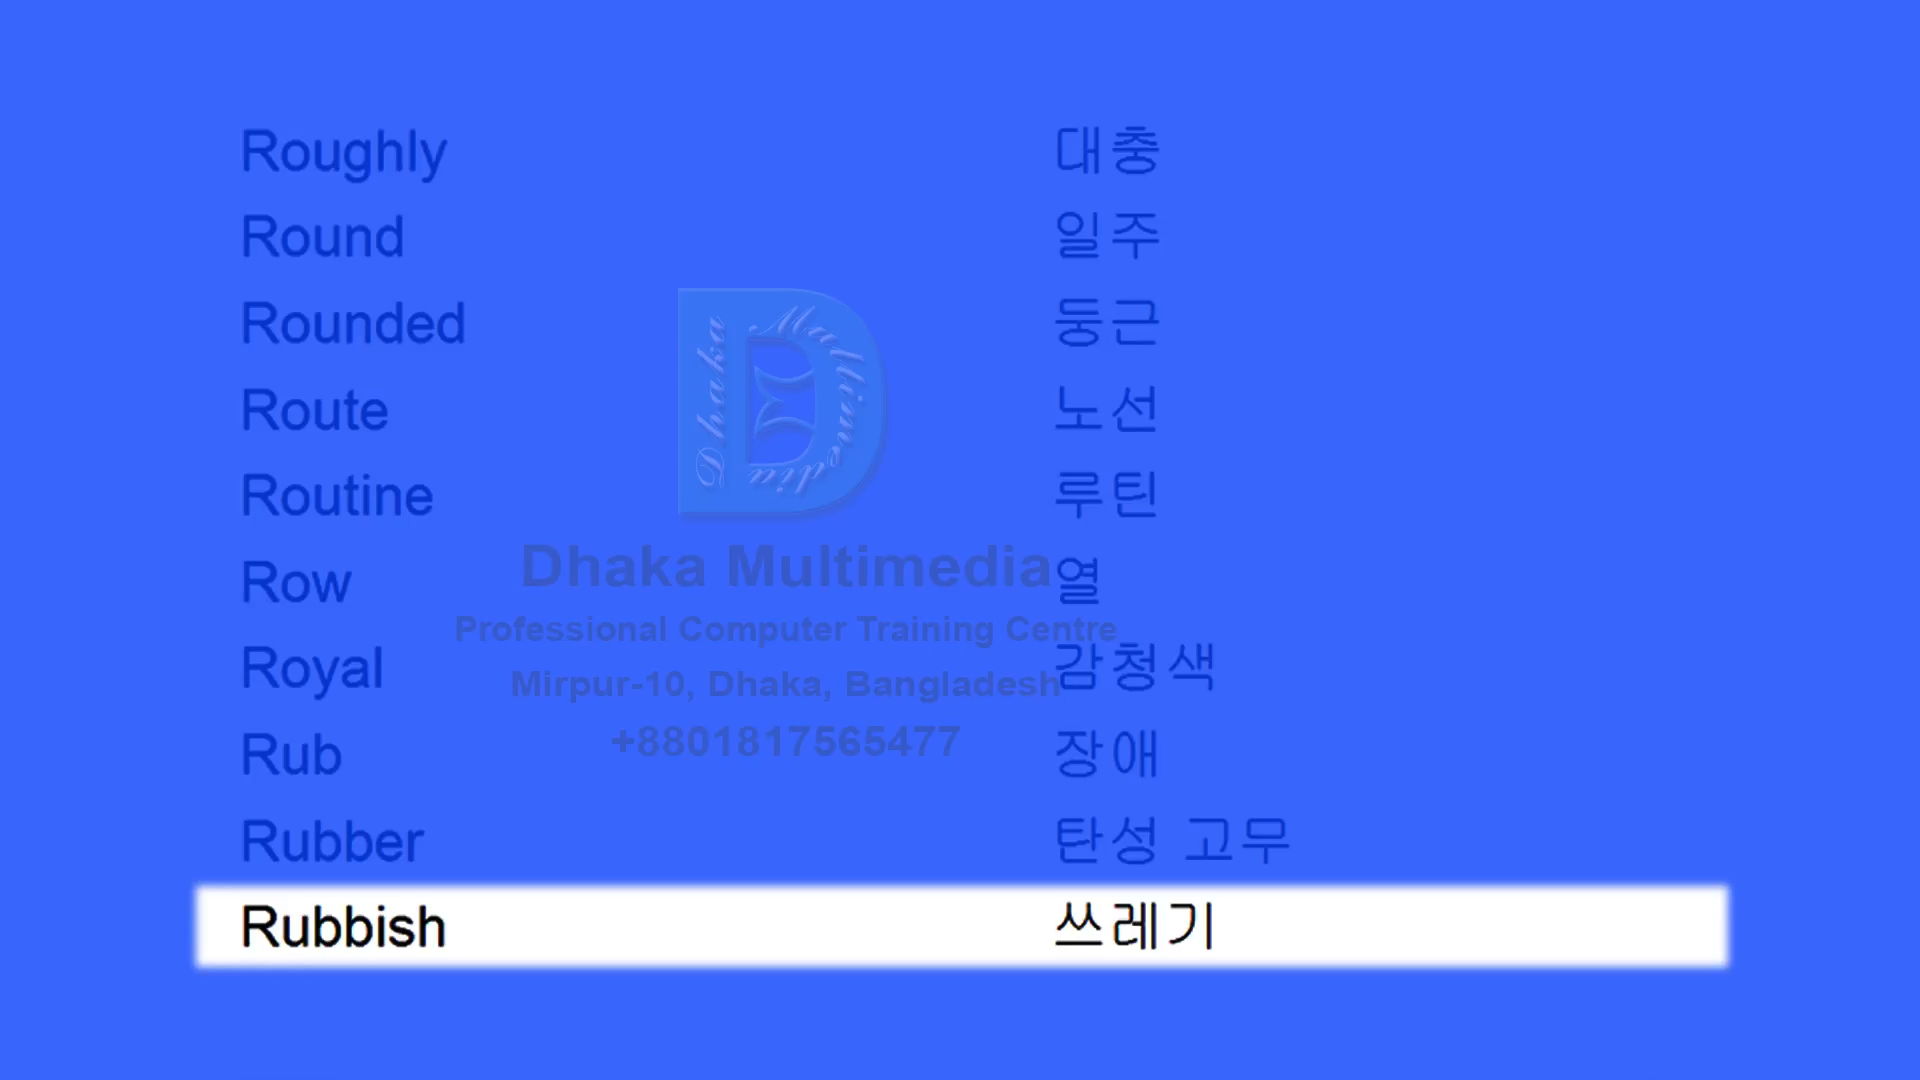 Roughly 대충
Round 일주
Rounded 둥근
Route 노선
Routine 루틴
Row 열
Royal 감청색
Rub 장애
Rubber 탄성 고무
Rubbish 쓰레기
Dhaka Multimedia
Dhaka Multimedia
Professional Computer Training Centre
Mirpur-10, Dhaka, Bangladesh
+8801817565477